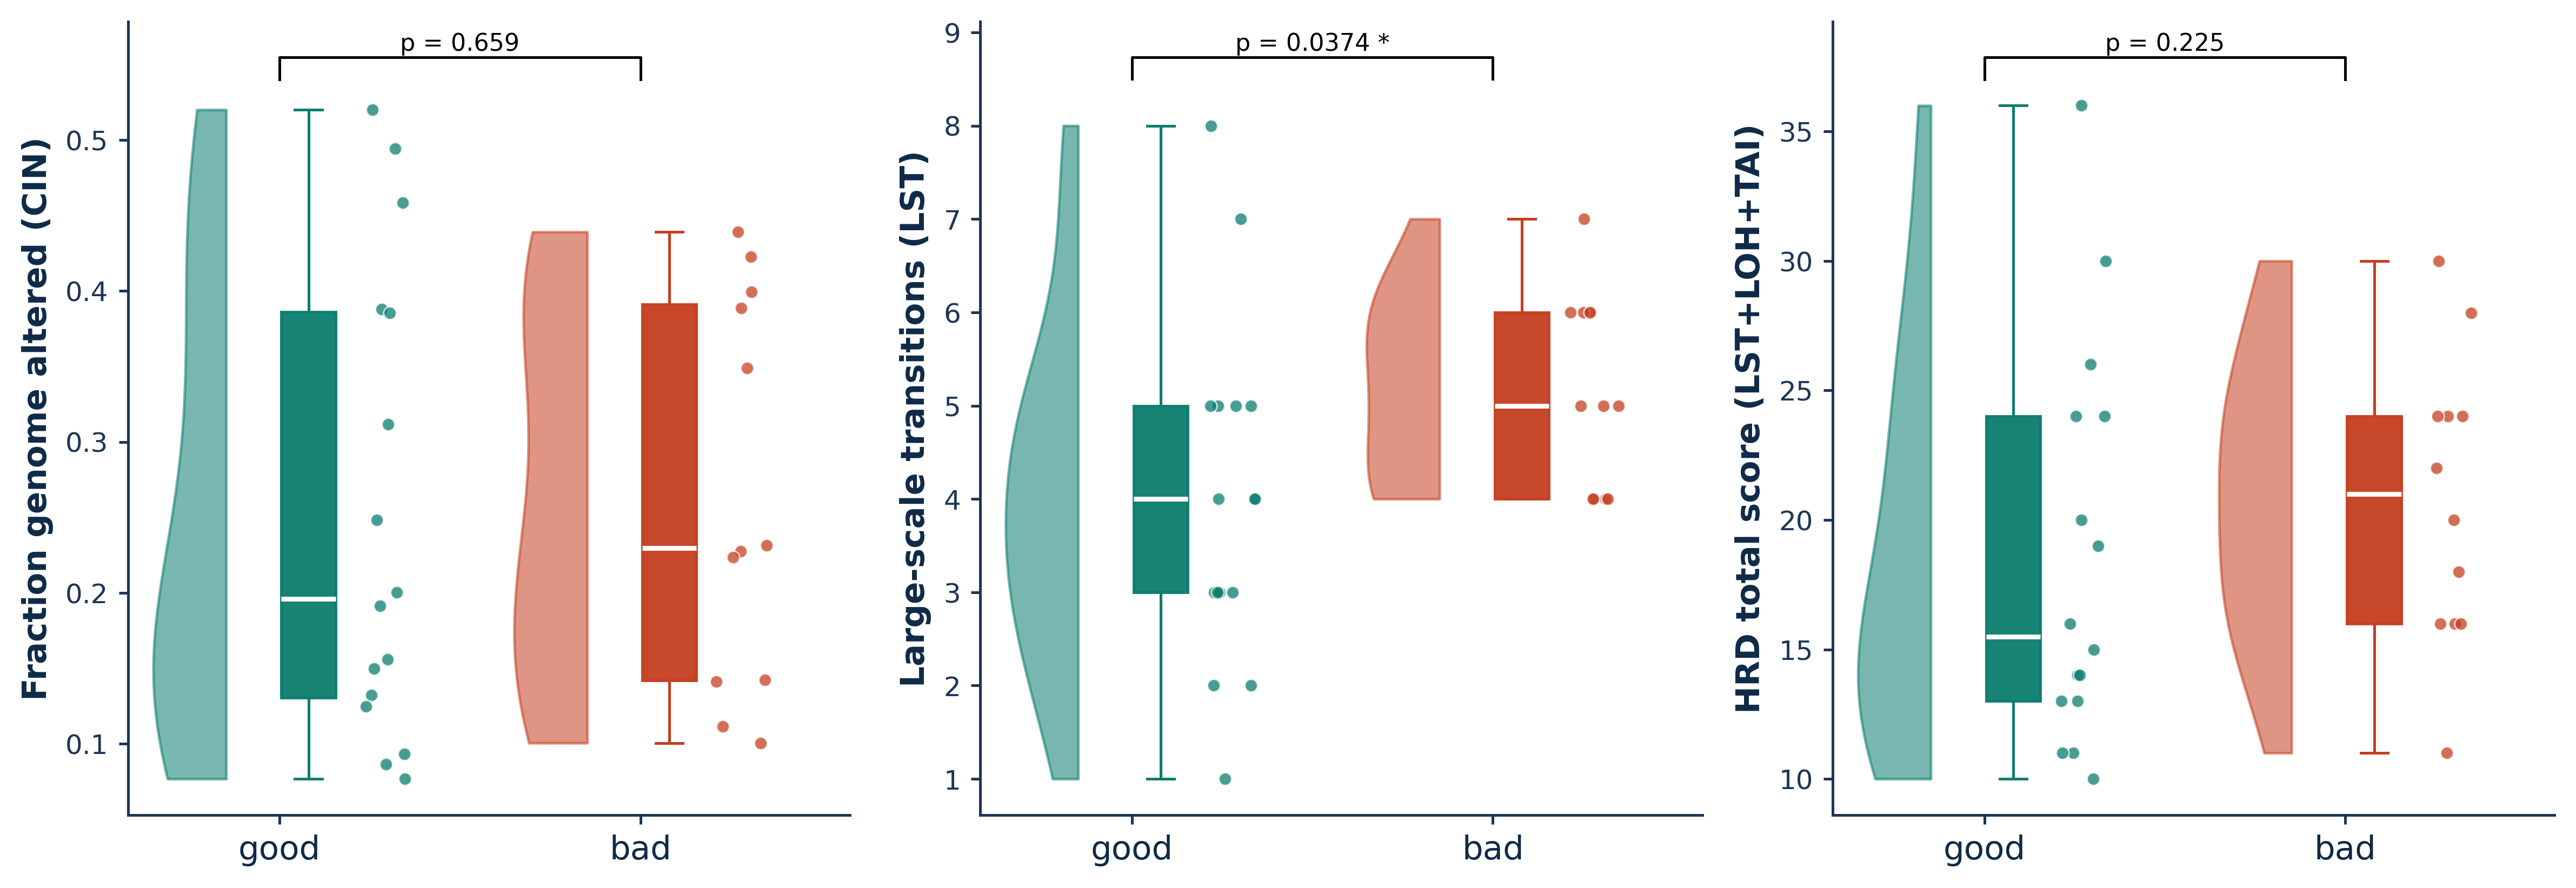 Fraction genome altered (CIN)
0.5
0.4
0.3
0.2
0.1
p = 0.659
good
bad
Large-scale transitions (LST)
9
8
7
6
5
4
3
2
1
p = 0.0374 *
good
bad
HRD total score (LST+LOH+TAI)
35
30
25
20
15
10
p = 0.225
good
bad